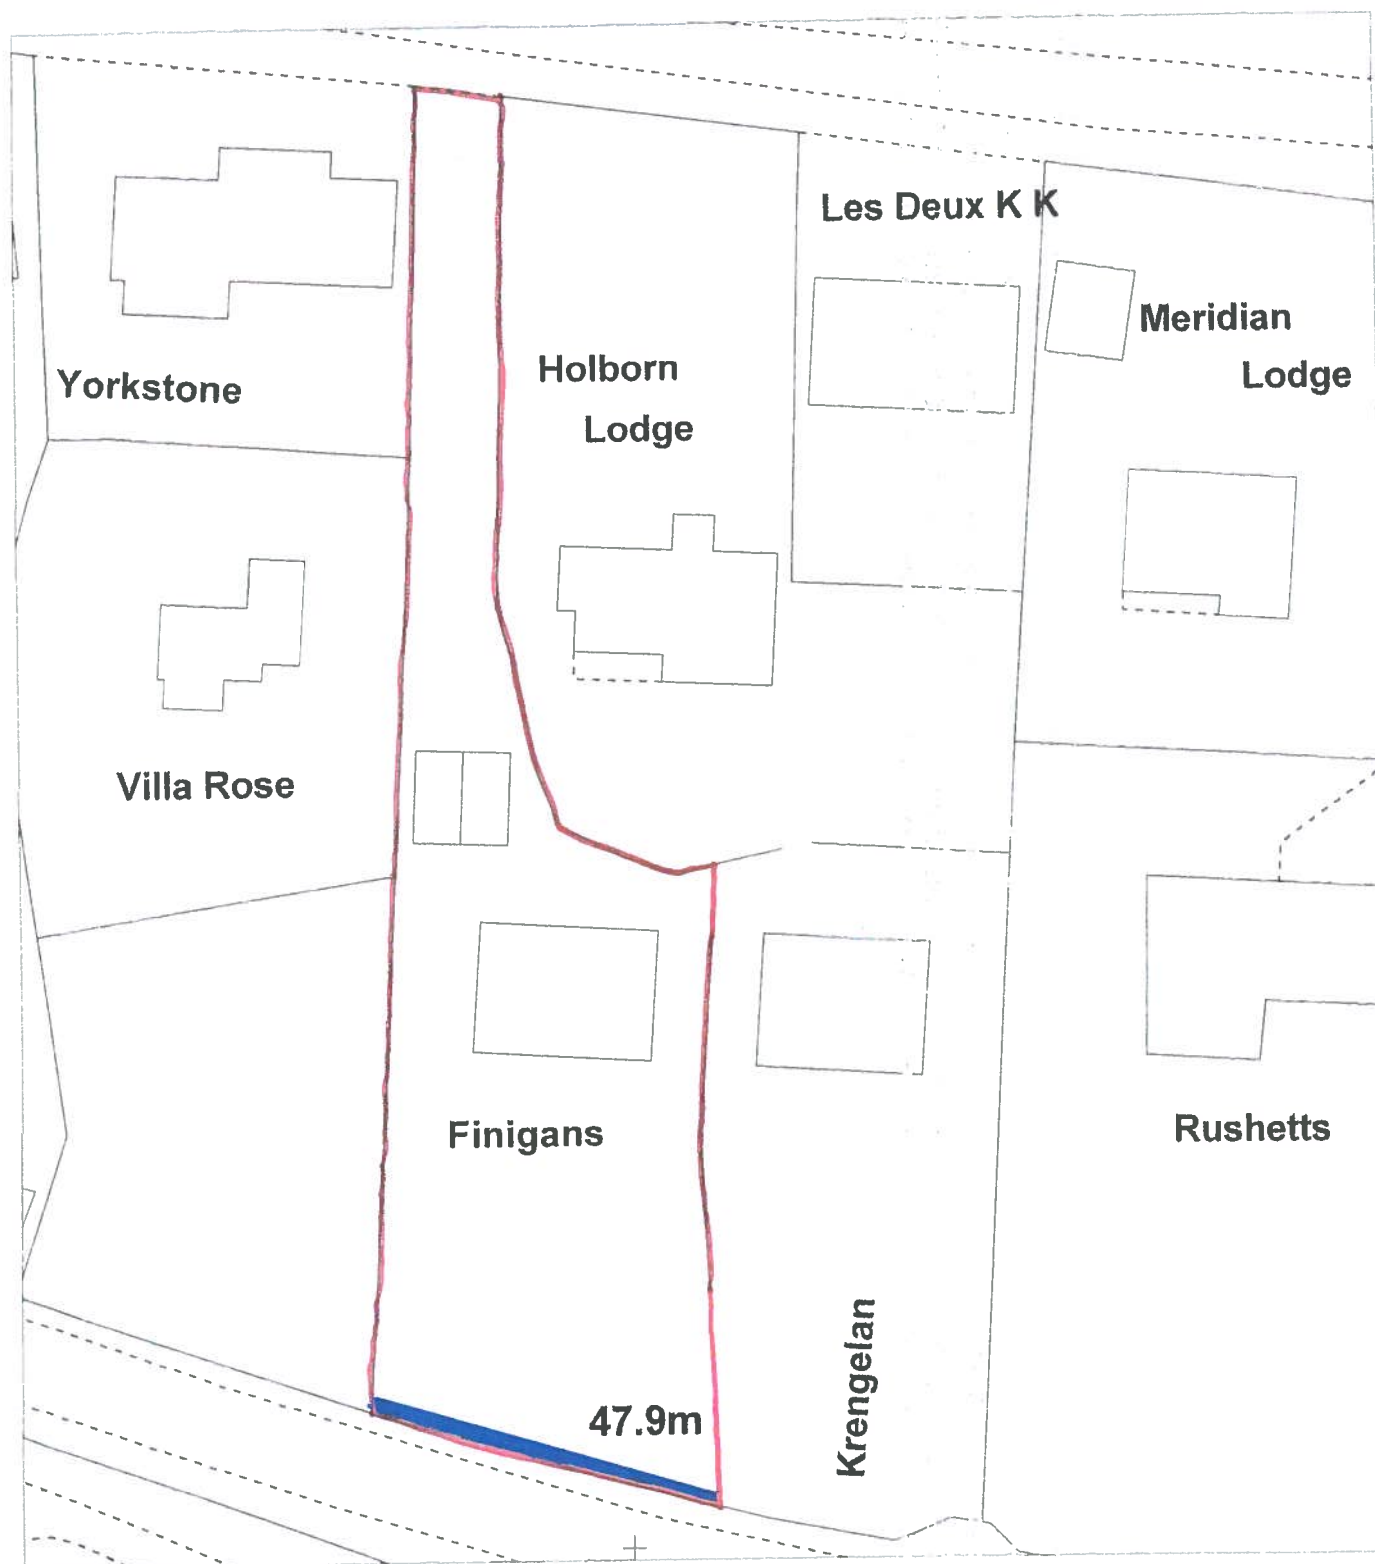 Les Deux K K
Meridian
Lodge
Holborn
Lodge
Yorkstone
Villa Rose
Finigans
Rushetts
Krengelan
47.9m